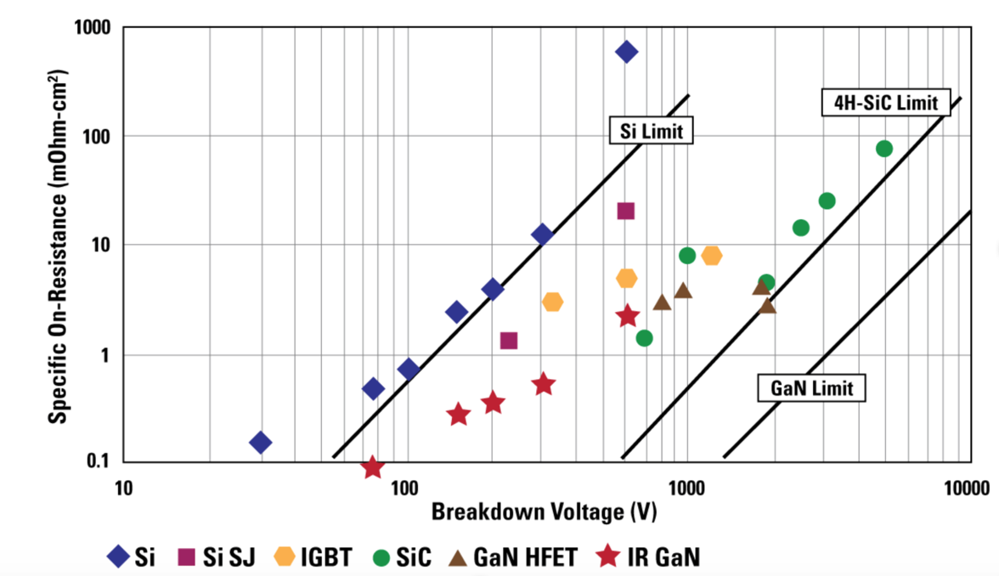 1000
100
10
1
0.1
Specific On-Resistance (mOhm-cm²)
Si Limit
4H-SiC Limit
GaN Limit
10 100 1000 10000
Breakdown Voltage (V)
Si Si SJ IGBT SiC GaN HFET IR GaN